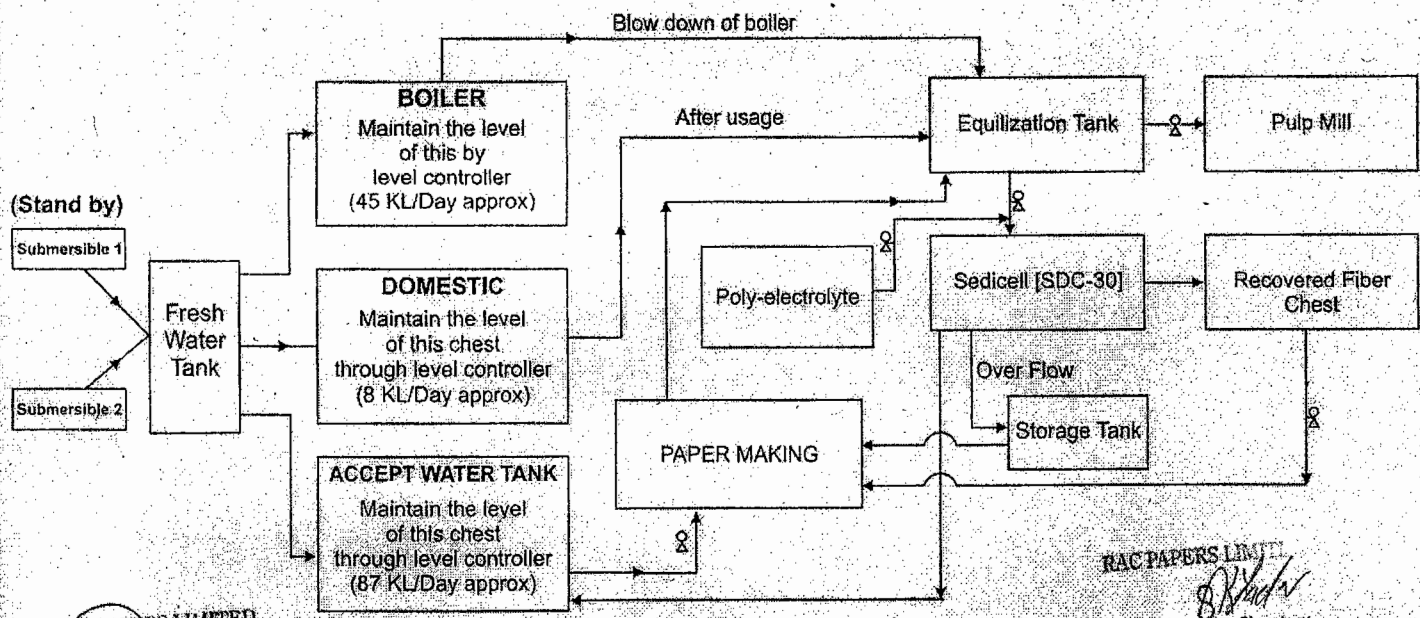 Blow down of boiler
BOILER
Maintain the level
of this by
level controller
(45 KL/Day approx)
After usage
Equilization Tank
Pulp Mill
(Stand by)
Submersible 1
Submersible 2
Fresh
Water
Tank
DOMESTIC
Maintain the level
of this chest
through level controller
(8 KL/Day approx)
Poly-electrolyte
Sedicell [SDC-30]
Recovered Fiber
Chest
Over Flow
Storage Tank
PAPER MAKING
ACCEPT WATER TANK
Maintain the level
of this chest
through level controller
(87 KL/Day approx)
RAC PAPERS
LIMITED